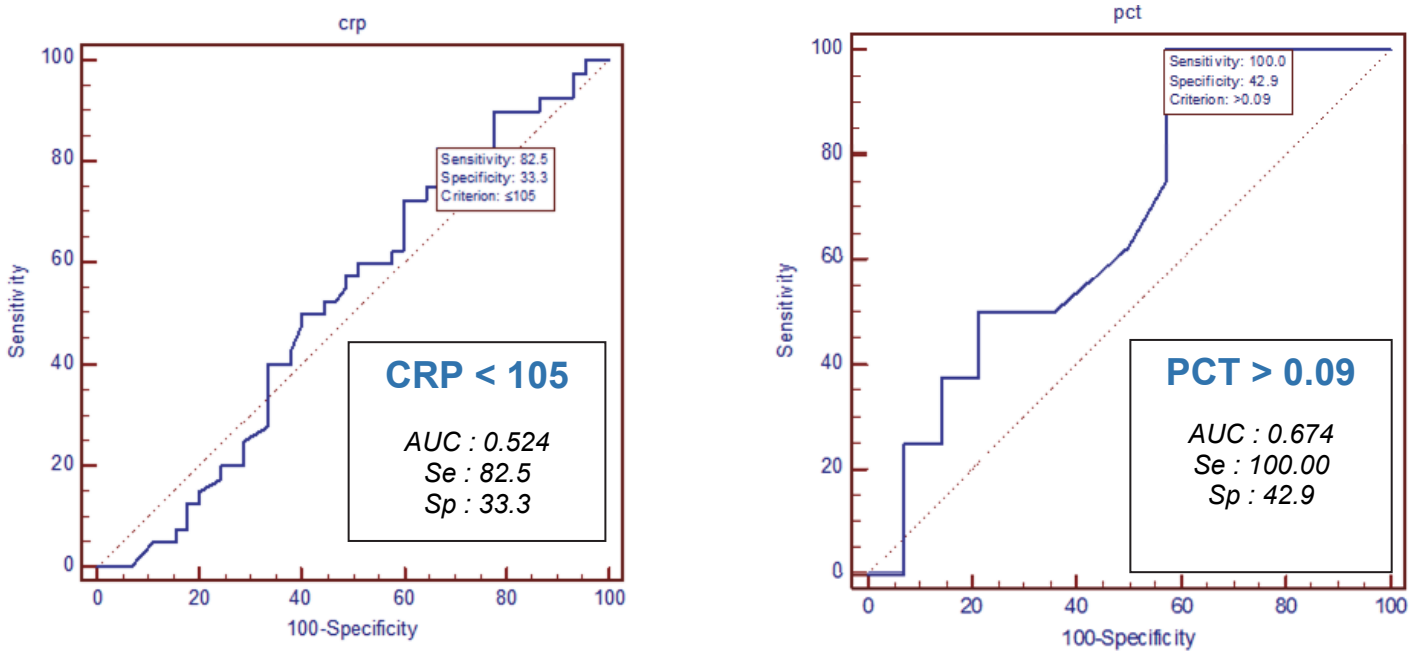 crp
100
80
60
40
20
0
Sensitivity
Sensitivity: 82.5
Specificity: 33.3
Criterion: ≤105
CRP < 105
AUC : 0.524
Se : 82.5
Sp : 33.3
0 20 40 60 80 100
100-Specificity
pct
100
80
60
40
20
0
Sensitivity
Sensitivity: 100.0
Specificity: 42.9
Criterion: >0.09
PCT > 0.09
AUC : 0.674
Se : 100.00
Sp : 42.9
0 20 40 60 80 100
100-Specificity